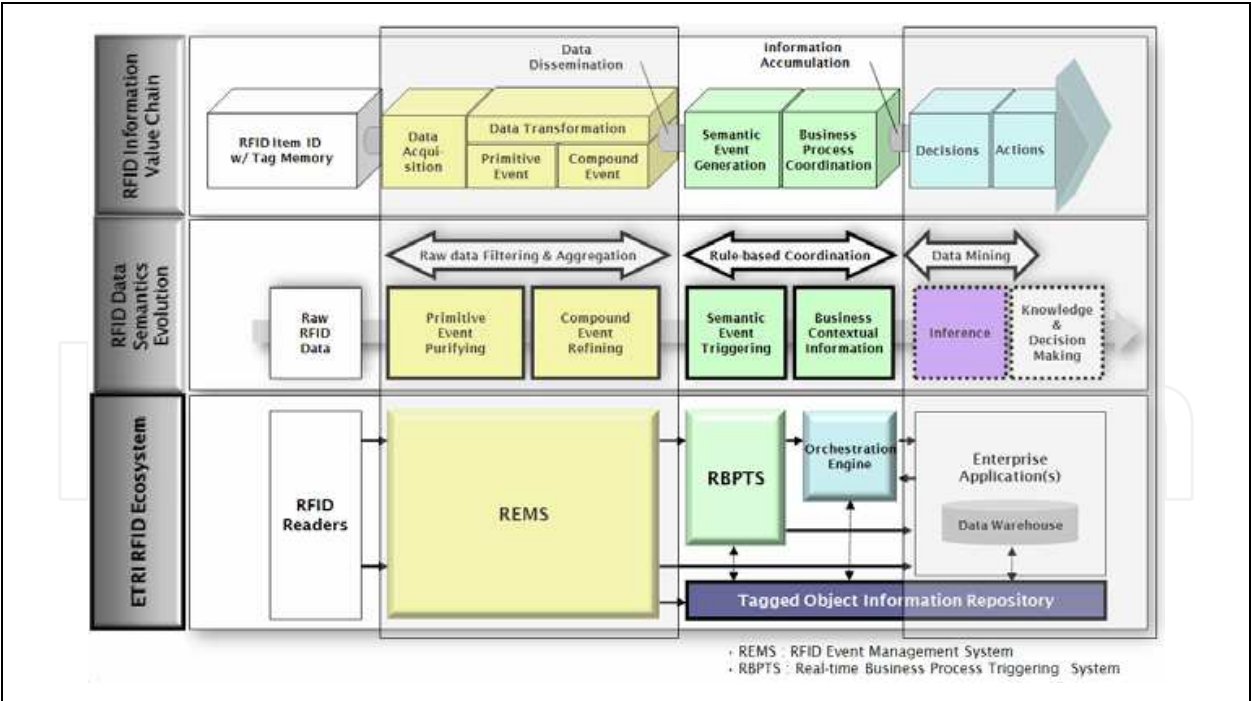 RFID Information
Value Chain
RFID Item ID
w/ Tag Memory
Data
Acqui-
sition
Data Transformation
Primitive
Event
Compound
Event
Data
Dissemination
Semantic
Event
Generation
Business
Process
Coordination
Information
Accumulation
Decisions
Actions
RFID Data
Semantics
Evolution
Raw data Filtering & Aggregation
Rule-based Coordination
Data Mining
Raw
RFID
Data
Primitive
Event
Purifying
Compound
Event
Refining
Semantic
Event
Triggering
Business
Contextual
Information
Inference
Knowledge
&
Decision
Making
ETRI RFID Ecosystem
RFID
Readers
REMS
RBPTS
Orchestration
Engine
Enterprise
Application(s)
Data Warehouse
Tagged Object Information Repository
· REMS : RFID Event Management System
· RBPTS : Real-time Business Process Triggering System